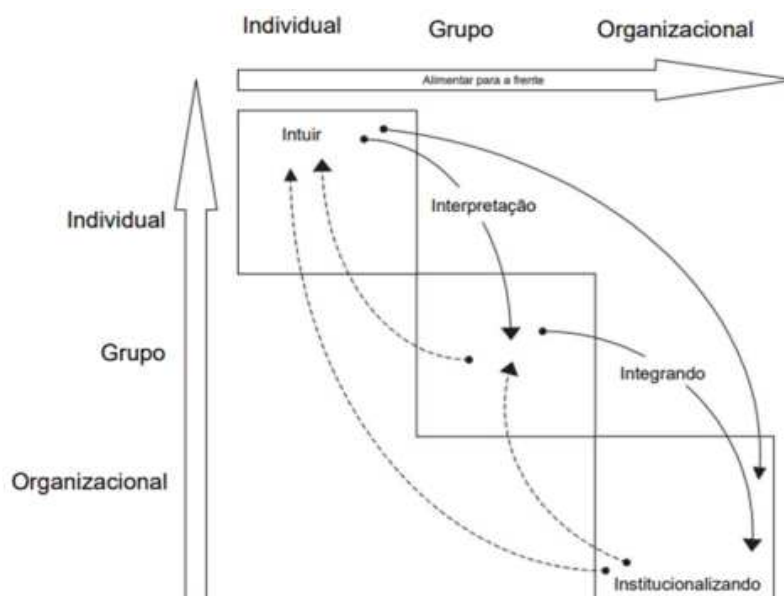 Individual
Grupo
Organizacional
Alimentar para a frente
Intuir
Individual
Interpretação
Grupo
Integrando
Organizacional
Institucionalizando